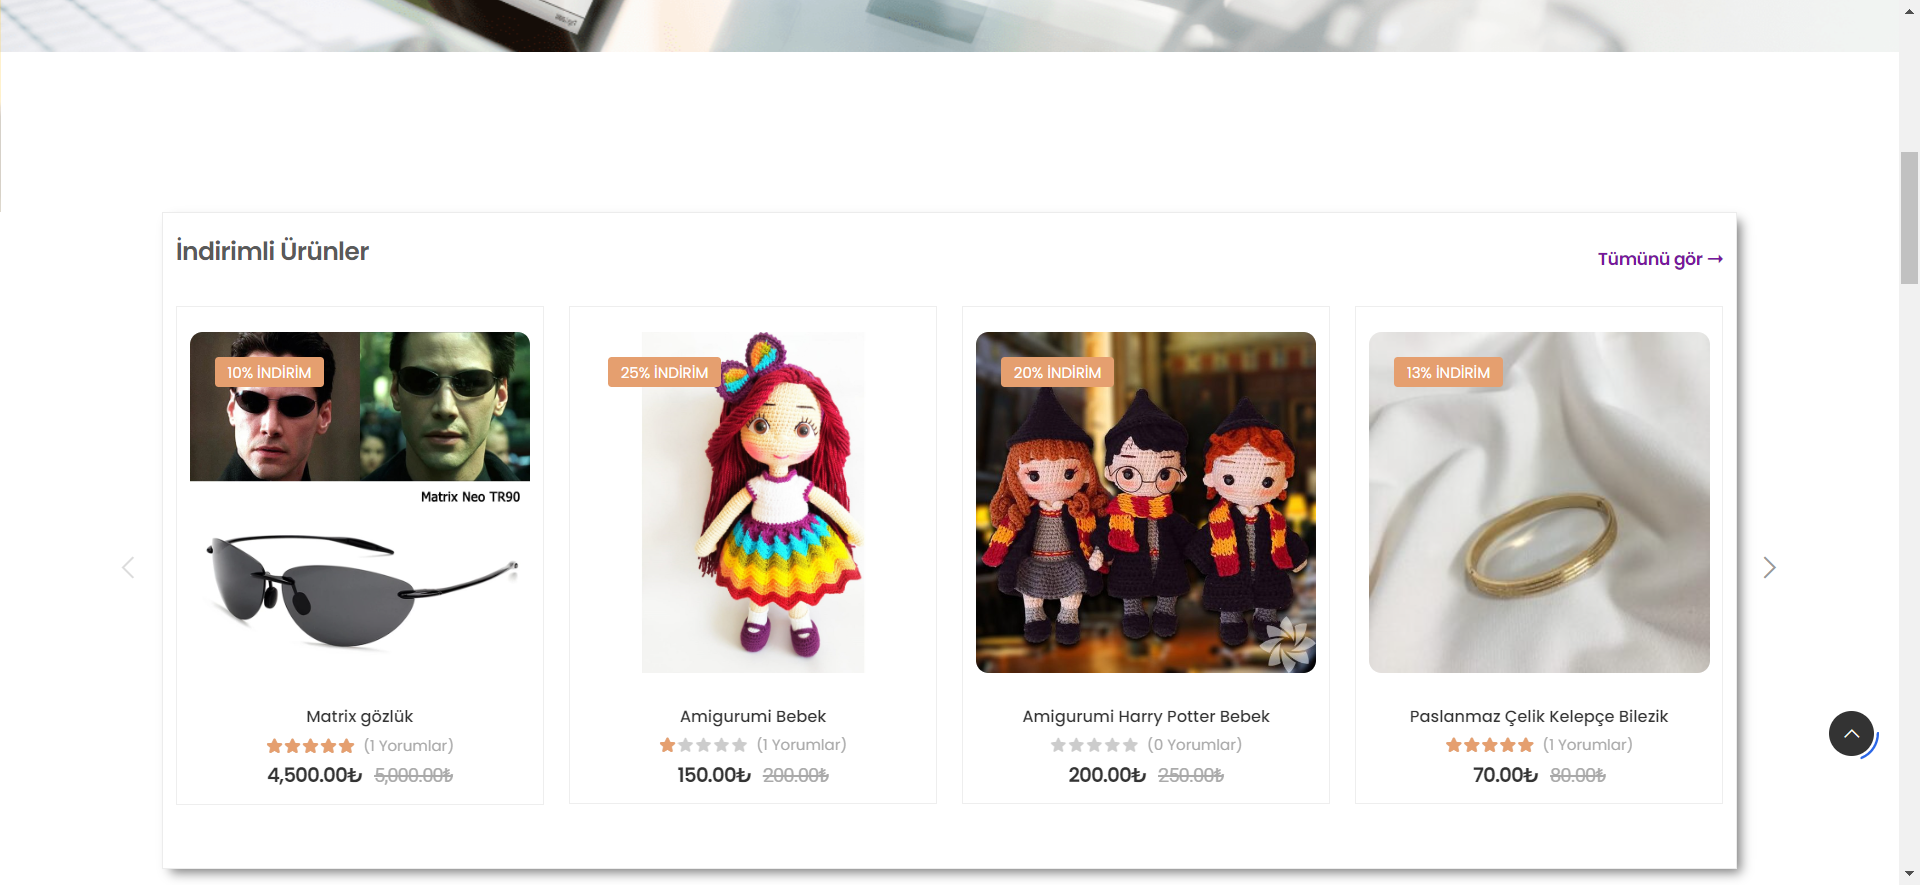 İndirimli Ürünler
Tümünü gör →
10% İNDİRİM
Matrix Neo TR90
Matrix gözlük
(1 Yorumlar)
4,500.00₺ 5,000.00₺
25% İNDİRİM
Amigurumi Bebek
(1 Yorumlar)
150.00₺ 200.00₺
20% İNDİRİM
Amigurumi Harry Potter Bebek
(0 Yorumlar)
200.00₺ 250.00₺
13% İNDİRİM
Paslanmaz Çelik Kelepçe Bilezik
(1 Yorumlar)
70.00₺ 80.00₺